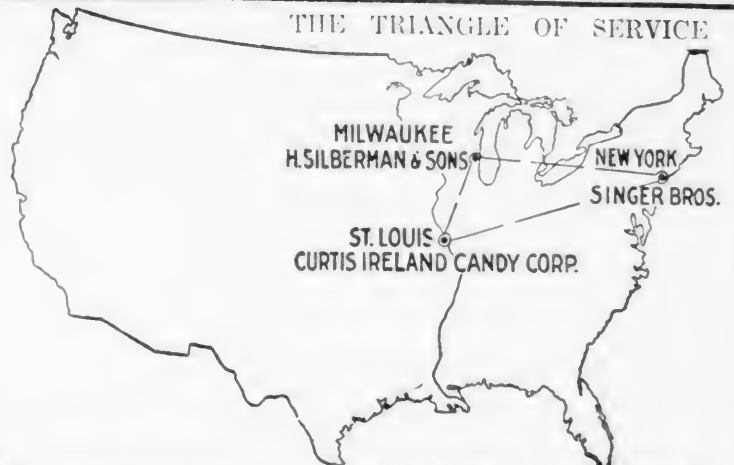 THE TRIANGLE OF SERVICE
MILWAUKEE
H. SILBERMAN & SONS
NEW YORK
SINGER BROS.
ST. LOUIS
CURTIS IRELAND CANDY CORP.